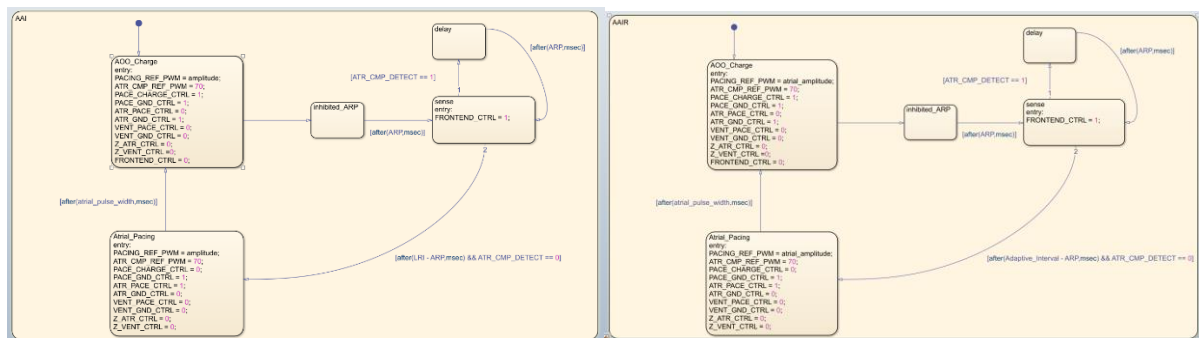 AAI
AOO_Charge
entry:
PACING_REF_PWM = amplitude;
ATR_CMP_REF_PWM = 70;
PACE_CHARGE_CTRL = 1;
PACE_GND_CTRL = 1;
ATR_PACE_CTRL = 0;
ATR_GND_CTRL = 1;
VENT_PACE_CTRL = 0;
VENT_GND_CTRL = 0;
Z_ATR_CTRL = 0;
Z_VENT_CTRL =0;
FRONTEND_CTRL = 0;
delay
[after(ARP,msec)]
[ATR_CMP_DETECT == 1]
1
inhibited_ARP
[after(ARP,msec)]
sense
entry:
FRONTEND_CTRL = 1;
2
[after(atrial_pulse_width,msec)]
Atrial_Pacing
entry:
PACING_REF_PWM = amplitude;
ATR_CMP_REF_PWM = 70;
PACE_CHARGE_CTRL = 0;
PACE_GND_CTRL = 1;
ATR_PACE_CTRL = 1;
ATR_GND_CTRL = 0;
VENT_PACE_CTRL = 0;
VENT_GND_CTRL = 0;
Z_ATR_CTRL = 0;
Z_VENT_CTRL = 0;
[after(LRI - ARP,msec) && ATR_CMP_DETECT == 0]
AAIR
AOO_Charge
entry:
PACING_REF_PWM = atrial_amplitude;
ATR_CMP_REF_PWM = 70;
PACE_CHARGE_CTRL = 1;
PACE_GND_CTRL = 1;
ATR_PACE_CTRL = 0;
ATR_GND_CTRL = 1;
VENT_PACE_CTRL = 0;
VENT_GND_CTRL = 0;
Z_ATR_CTRL = 0;
Z_VENT_CTRL =0;
FRONTEND_CTRL = 0;
delay
[after(ARP,msec)]
[ATR_CMP_DETECT == 1]
1
inhibited_ARP
[after(ARP,msec)]
sense
entry:
FRONTEND_CTRL = 1;
2
[after(atrial_pulse_width,msec)]
Atrial_Pacing
entry:
PACING_REF_PWM = atrial_amplitude;
ATR_CMP_REF_PWM = 70;
PACE_CHARGE_CTRL = 0;
PACE_GND_CTRL = 1;
ATR_PACE_CTRL = 1;
ATR_GND_CTRL = 0;
VENT_PACE_CTRL = 0;
VENT_GND_CTRL = 0;
Z_ATR_CTRL = 0;
Z_VENT_CTRL = 0;
[after(Adaptive_Interval - ARP,msec) && ATR_CMP_DETECT == 0]